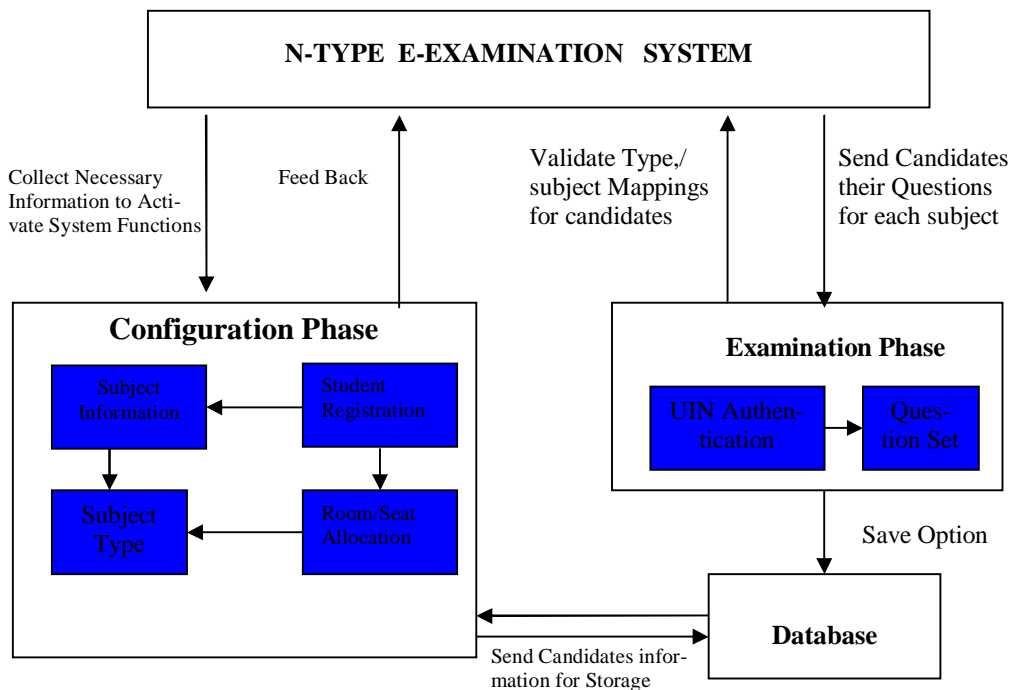 N-TYPE E-EXAMINATION SYSTEM
Collect Necessary
Information to Acti-
vate System Functions
Feed Back
Validate Type,/
subject Mappings
for candidates
Send Candidates
their Questions
for each subject
Configuration Phase
Subject
Information
Student
Registration
Subject
Type
Room/Seat
Allocation
Examination Phase
UIN Authen-
tication
Ques-
tion Set
Save Option
Database
Send Candidates infor-
mation for Storage